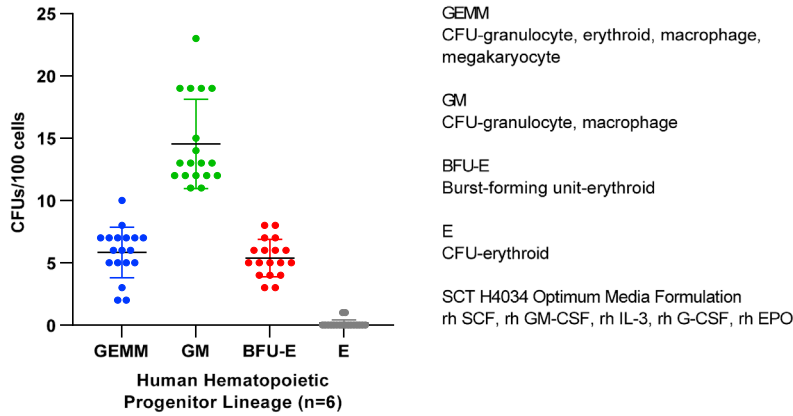 25
20
15
10
5
0
CFUs/100 cells
GEMM GM BFU-E E
Human Hematopoietic
Progenitor Lineage (n=6)
GEMM
CFU-granulocyte, erythroid, macrophage,
megakaryocyte
GM
CFU-granulocyte, macrophage
BFU-E
Burst-forming unit-erythroid
E
CFU-erythroid
SCT H4034 Optimum Media Formulation
rh SCF, rh GM-CSF, rh IL-3, rh G-CSF, rh EPO